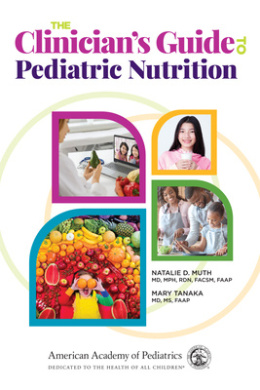 THE
Clinician's Guide TO
Pediatric Nutrition
NATALIE D. MUTH
MD, MPH, RDN, FACSM, FAAP
MARY TANAKA
MD, MS, FAAP
American Academy of Pediatrics
DEDICATED TO THE HEALTH OF ALL CHILDREN®